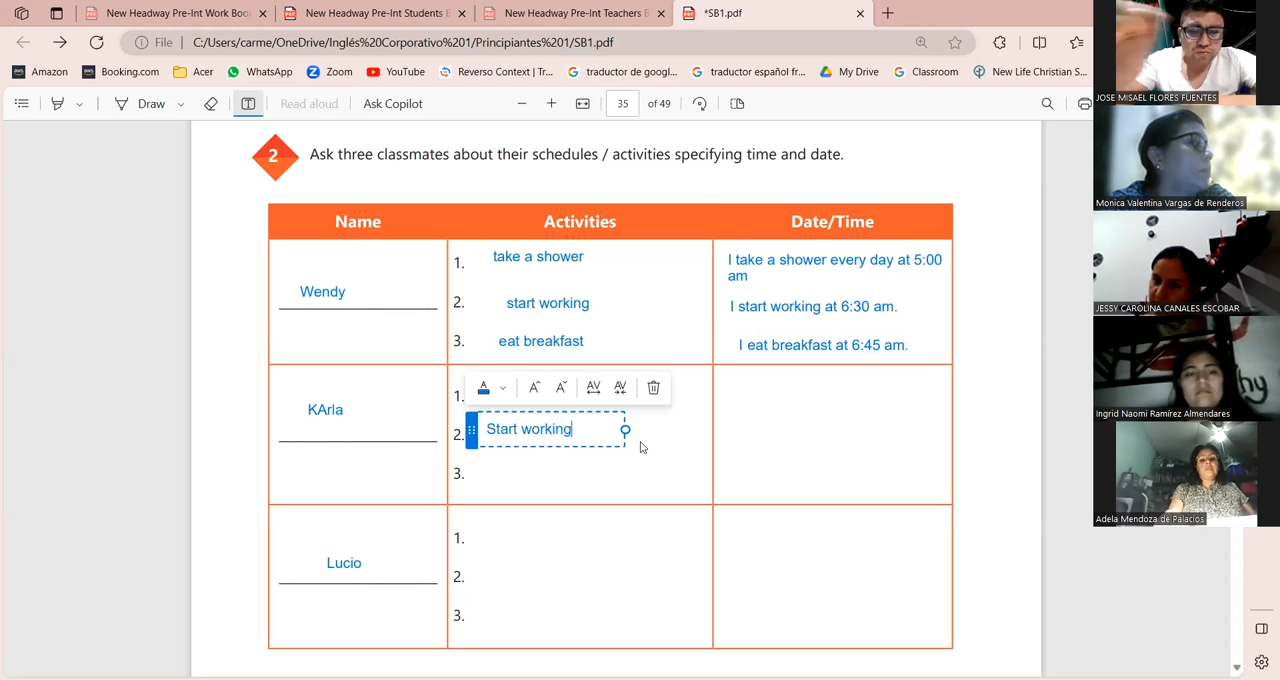 New Headway Pre-Int Work Boo
New Headway Pre-Int Students B
New Headway Pre-Int Teachers B
*SB1.pdf
File
C:/Users/carme/OneDrive/Inglés%20Corporativo%201/Principiantes%201/SB1.pdf
Amazon
Booking.com
Acer
WhatsApp
Zoom
YouTube
Reverso Context | Tr...
traductor de googl...
traductor español fr...
My Drive
Classroom
New Life Christian S...
Draw
Read aloud
Ask Copilot
35 of 49
2 Ask three classmates about their schedules / activities specifying time and date.
Name Activities Date/Time
Wendy
1. take a shower
I take a shower every day at 5:00
am
2. start working
I start working at 6:30 am.
3. eat breakfast
I eat breakfast at 6:45 am.
KArla
1.
2. Start working
3.
Lucio
1.
2.
3.
JOSE MISAEL FLORES FUENTES
Monica Valentina Vargas de Renderos
JESSY CAROLINA CANALES ESCOBAR
Ingrid Naomi Ramírez Almendares
Adela Mendoza de Palacios